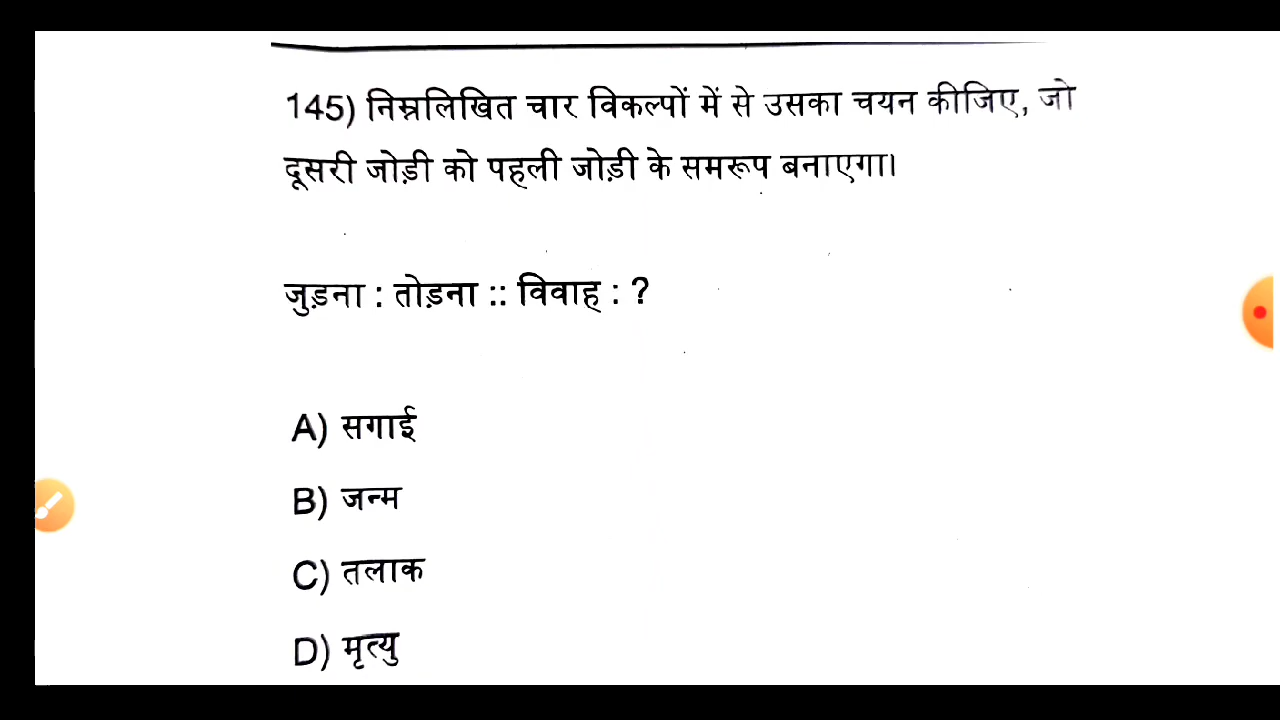 145) निम्नलिखित चार विकल्पों में से उसका चयन कीजिए, जो
दूसरी जोड़ी को पहली जोड़ी के समरूप बनाएगा।
जुड़ना : तोड़ना :: विवाह : ?
A) सगाई
B) जन्म
C) तलाक
D) मृत्यु